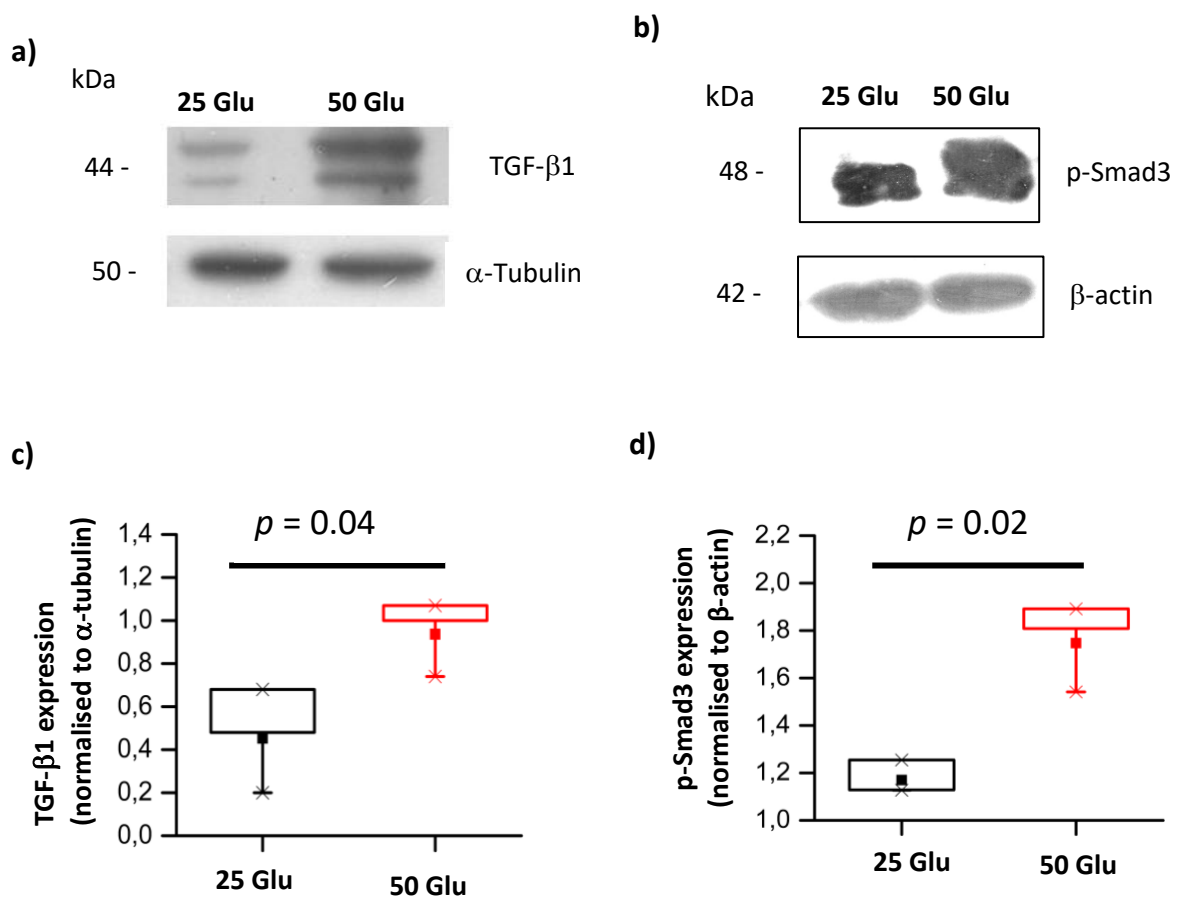 a)
kDa
25 Glu 50 Glu
44 -
TGF-β1
50 -
α-Tubulin
b)
kDa
25 Glu 50 Glu
48 -
p-Smad3
42 -
β-actin
c)
p = 0.04
TGF-β1 expression
(normalised to α-tubulin)
1,4
1,2
1,0
0,8
0,6
0,4
0,2
0,0
25 Glu 50 Glu
d)
p = 0.02
p-Smad3 expression
(normalised to β-actin)
2,2
2,0
1,8
1,6
1,4
1,2
1,0
25 Glu 50 Glu